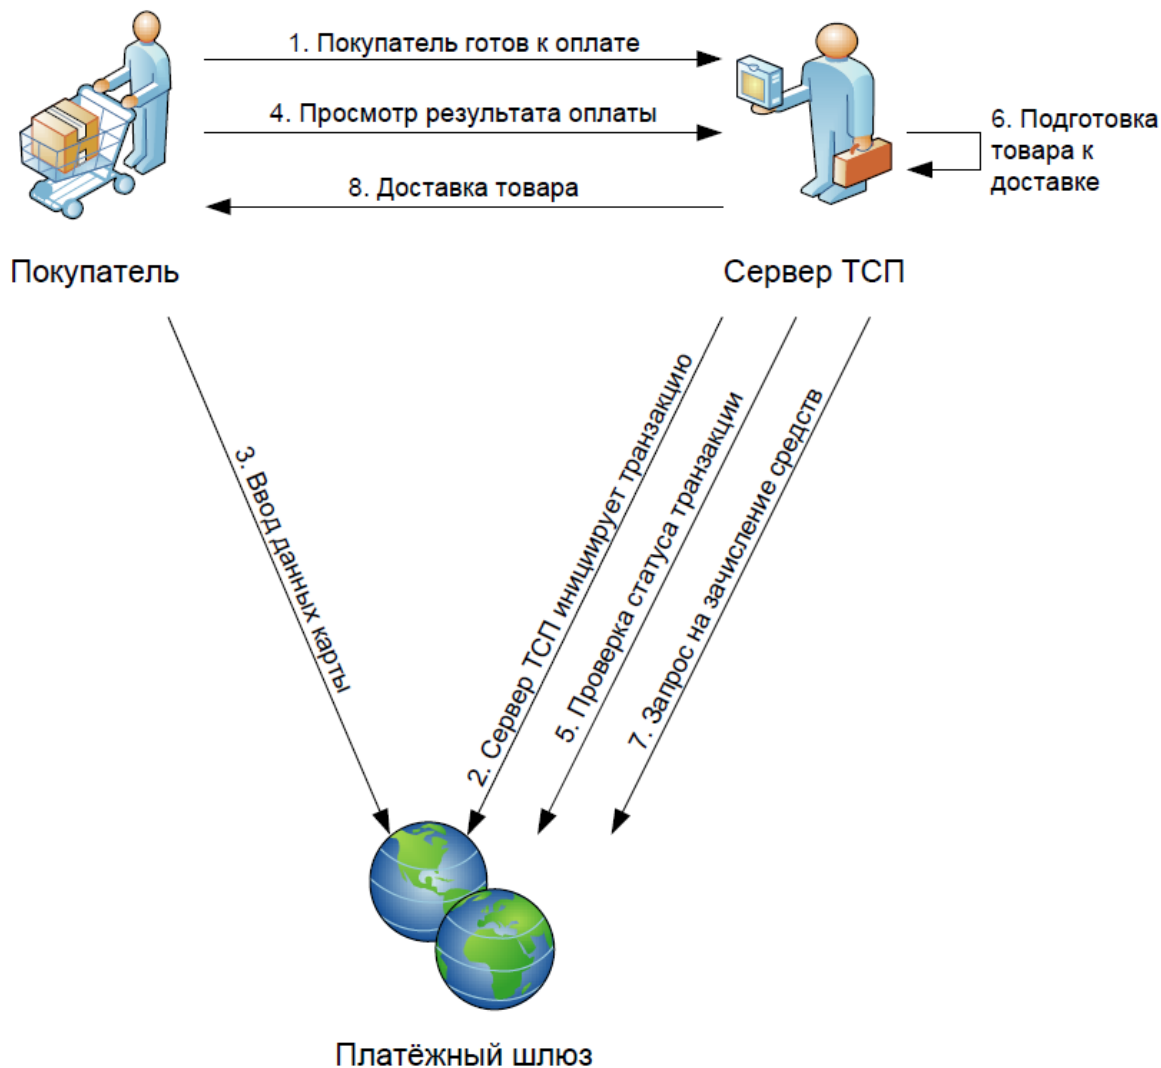 1. Покупатель готов к оплате
4. Просмотр результата оплаты
8. Доставка товара
6. Подготовка
товара к
доставке
Покупатель
Сервер ТСП
3. Ввод данных карты
2. Сервер ТСП инициирует транзакцию
5. Проверка статуса транзакции
7. Запрос на зачисление средств
Платёжный шлюз